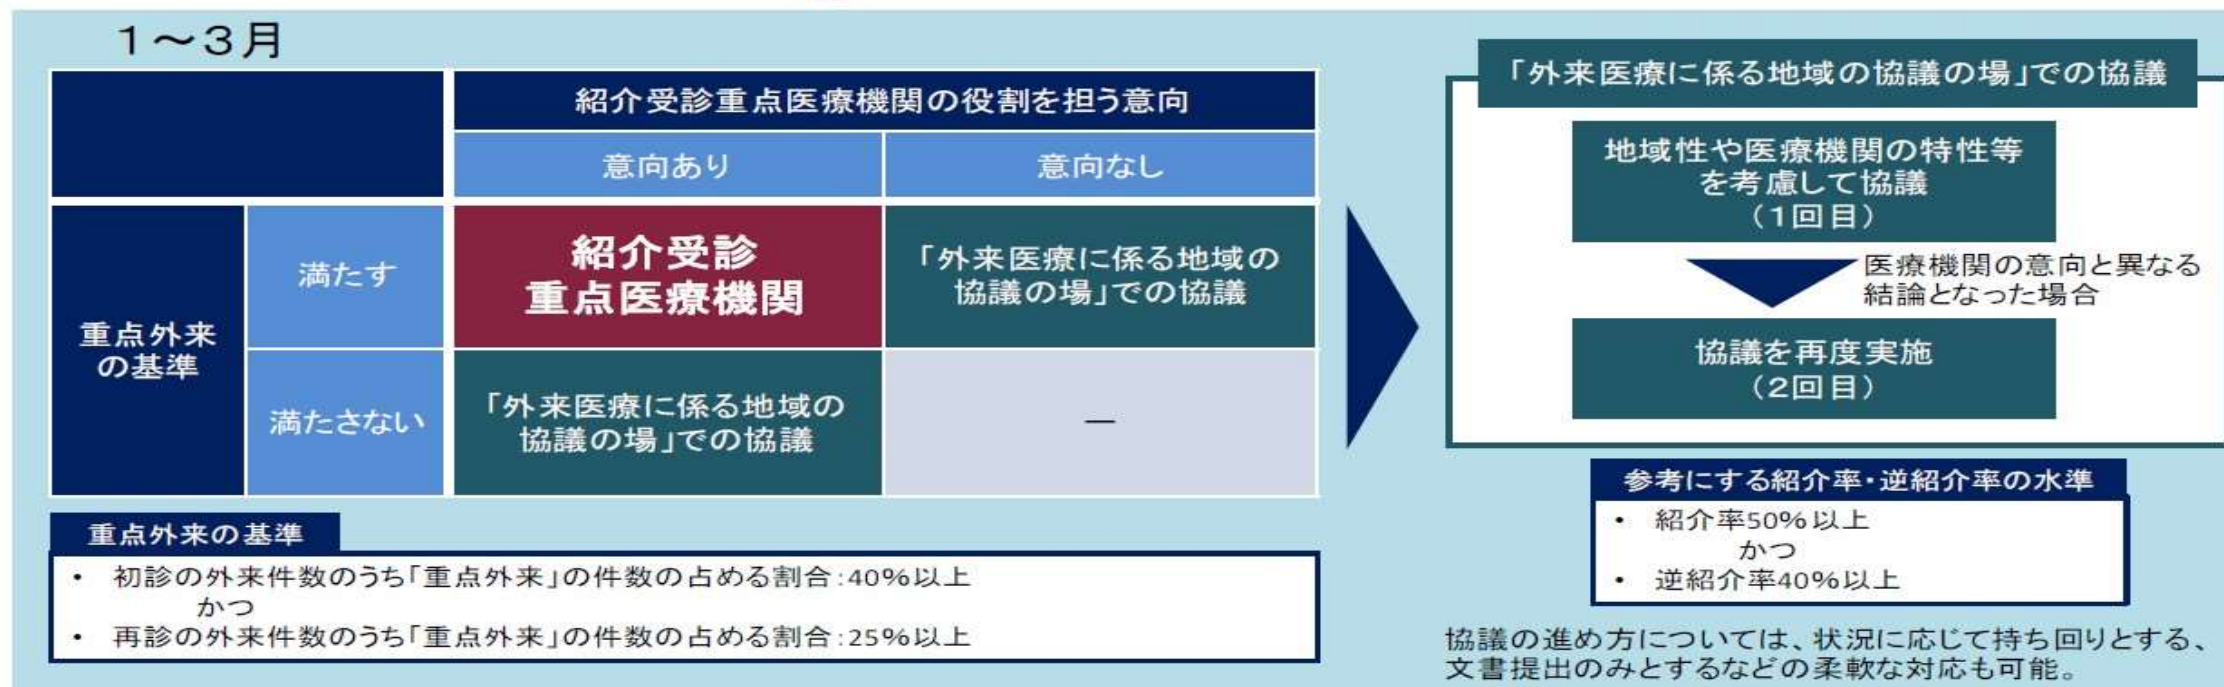 1～3月
紹介受診重点医療機関の役割を担う意向
意向あり
意向なし
重点外来
の基準
満たす
紹介受診
重点医療機関
「外来医療に係る地域の
協議の場」での協議
満たさない
「外来医療に係る地域の
協議の場」での協議
－
重点外来の基準
・ 初診の外来件数のうち「重点外来」の件数の占める割合：40%以上
かつ
・ 再診の外来件数のうち「重点外来」の件数の占める割合：25%以上
「外来医療に係る地域の協議の場」での協議
地域性や医療機関の特性等
を考慮して協議
（1回目）
医療機関の意向と異なる
結論となった場合
協議を再度実施
（2回目）
参考にする紹介率・逆紹介率の水準
・ 紹介率50%以上
かつ
・ 逆紹介率40%以上
協議の進め方については、状況に応じて持ち回りとする、
文書提出のみとするなどの柔軟な対応も可能。